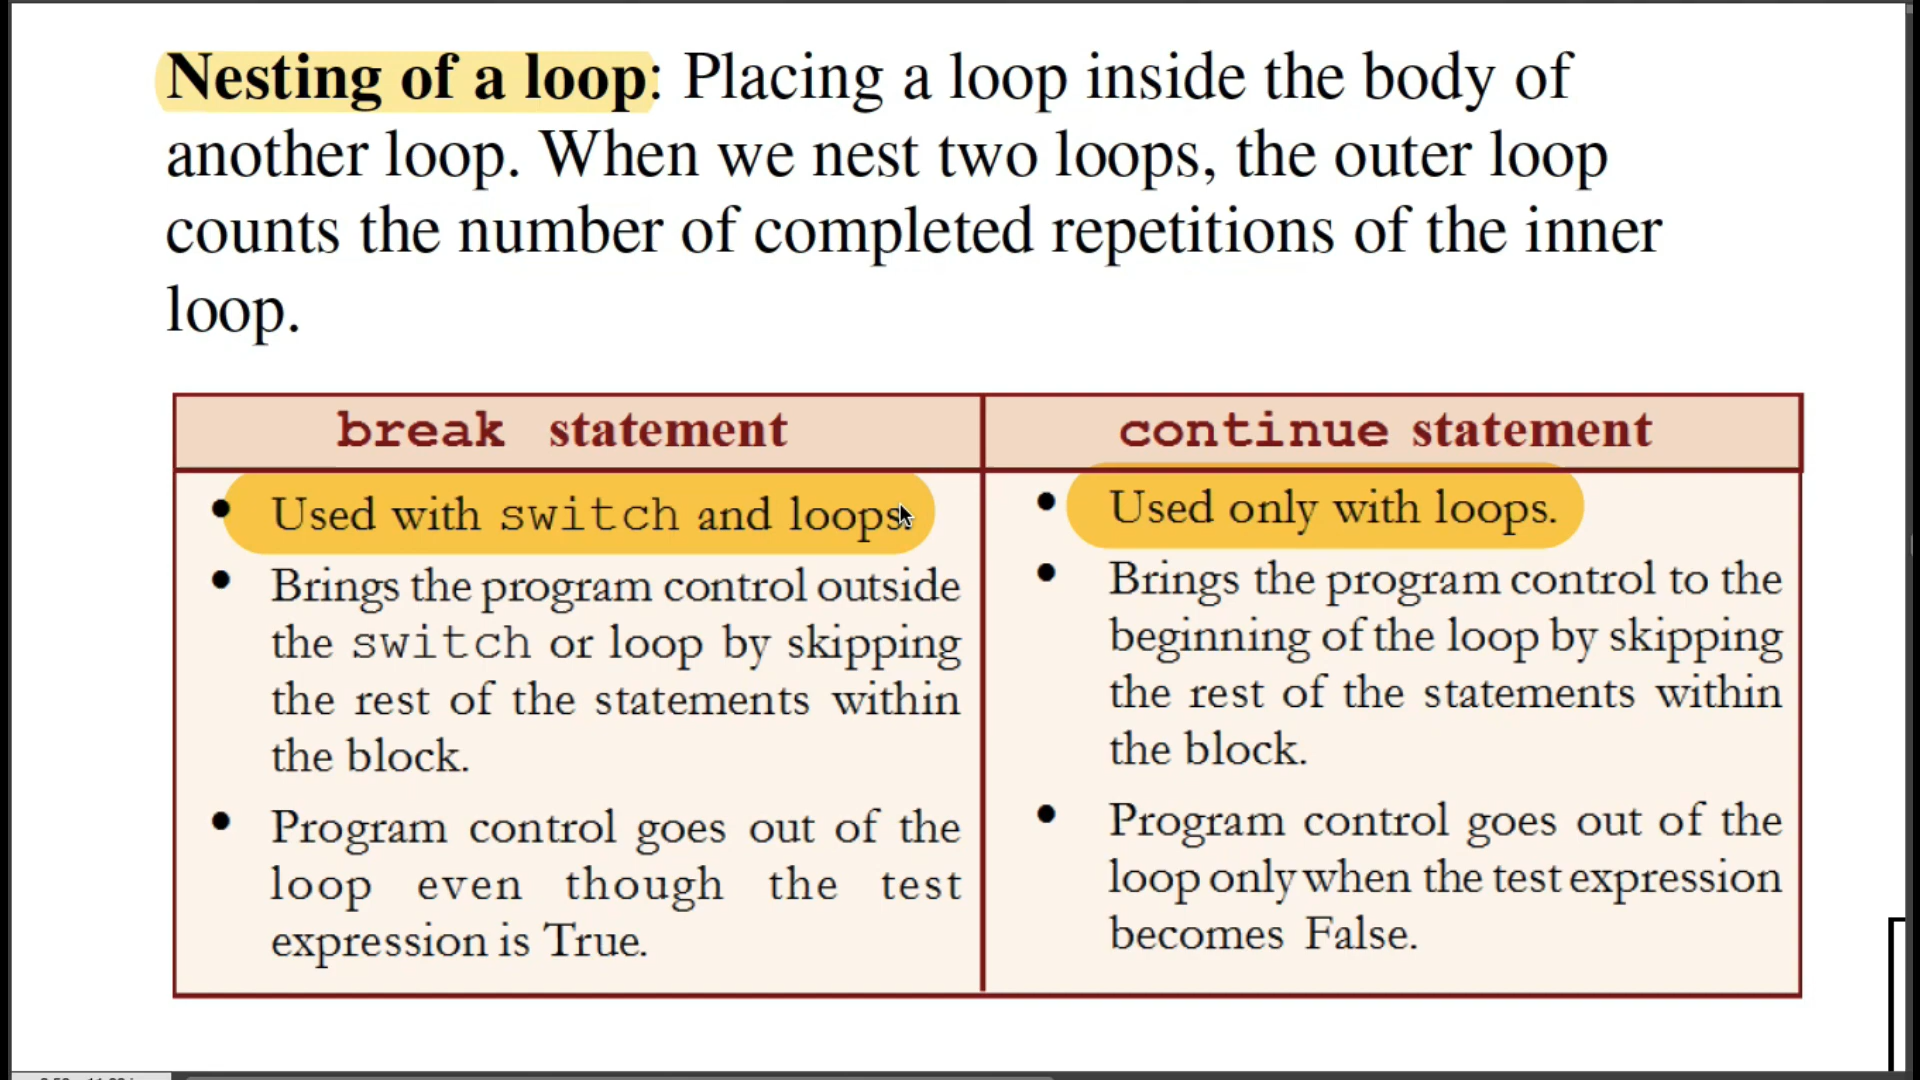 Nesting of a loop: Placing a loop inside the body of
another loop. When we nest two loops, the outer loop
counts the number of completed repetitions of the inner
loop.
break statement
• Used with switch and loops.
• Brings the program control outside
the switch or loop by skipping
the rest of the statements within
the block.
• Program control goes out of the
loop even though the test
expression is True.
continue statement
• Used only with loops.
• Brings the program control to the
beginning of the loop by skipping
the rest of the statements within
the block.
• Program control goes out of the
loop only when the test expression
becomes False.